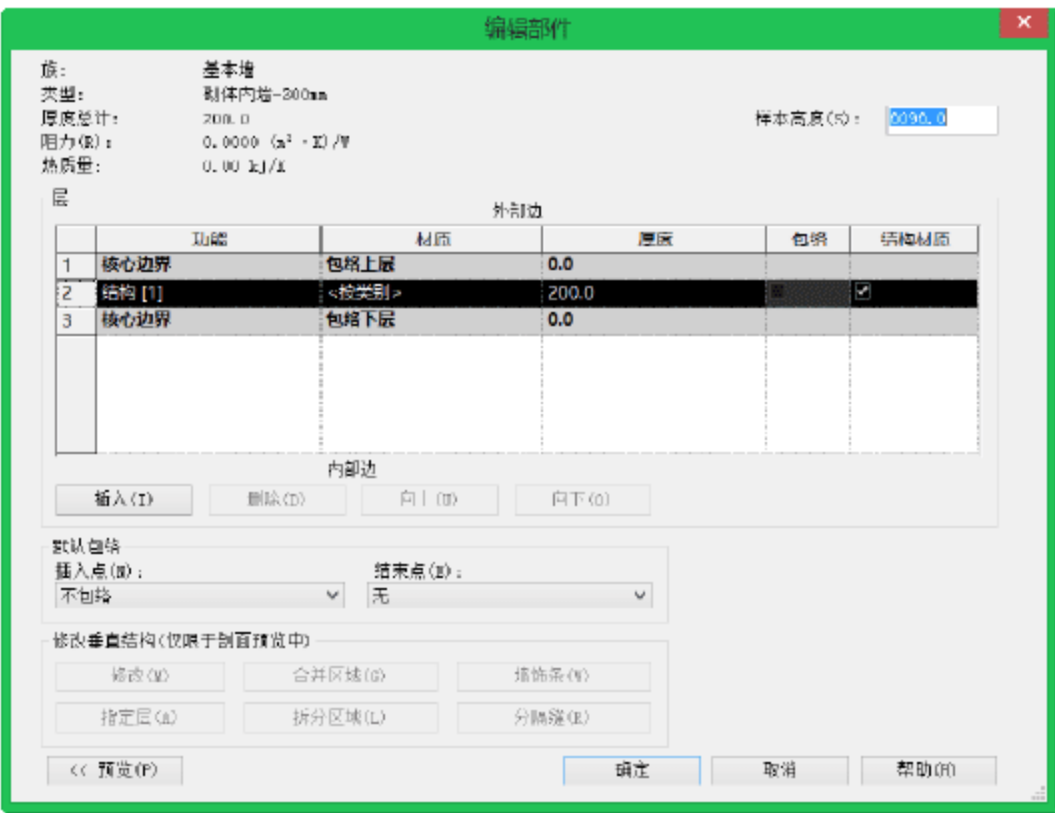 编辑部件
族： 基本墙
类型： 砌体内墙-200mm
厚度总计： 200.0 样本高度(S)：
阻力(R)： 0.0000 (m²·K)/W
热质量： 0.00 kJ/K
层
外部边
功能 材质 厚度 包络 结构材质
1 核心边界 包络上层 0.0
2 结构 [1] <按类别> 200.0
3 核心边界 包络下层 0.0
内部边
插入(I) 删除(D) 向上(U) 向下(O)
默认包络
插入点(N)： 结束点(E)：
不包络 无
修改垂直结构(仅限于剖面预览中)
修改(M) 合并区域(G) 墙饰条(W)
指定层(A) 拆分区域(L) 分隔缝(R)
<< 预览(P) 确定 取消 帮助(H)